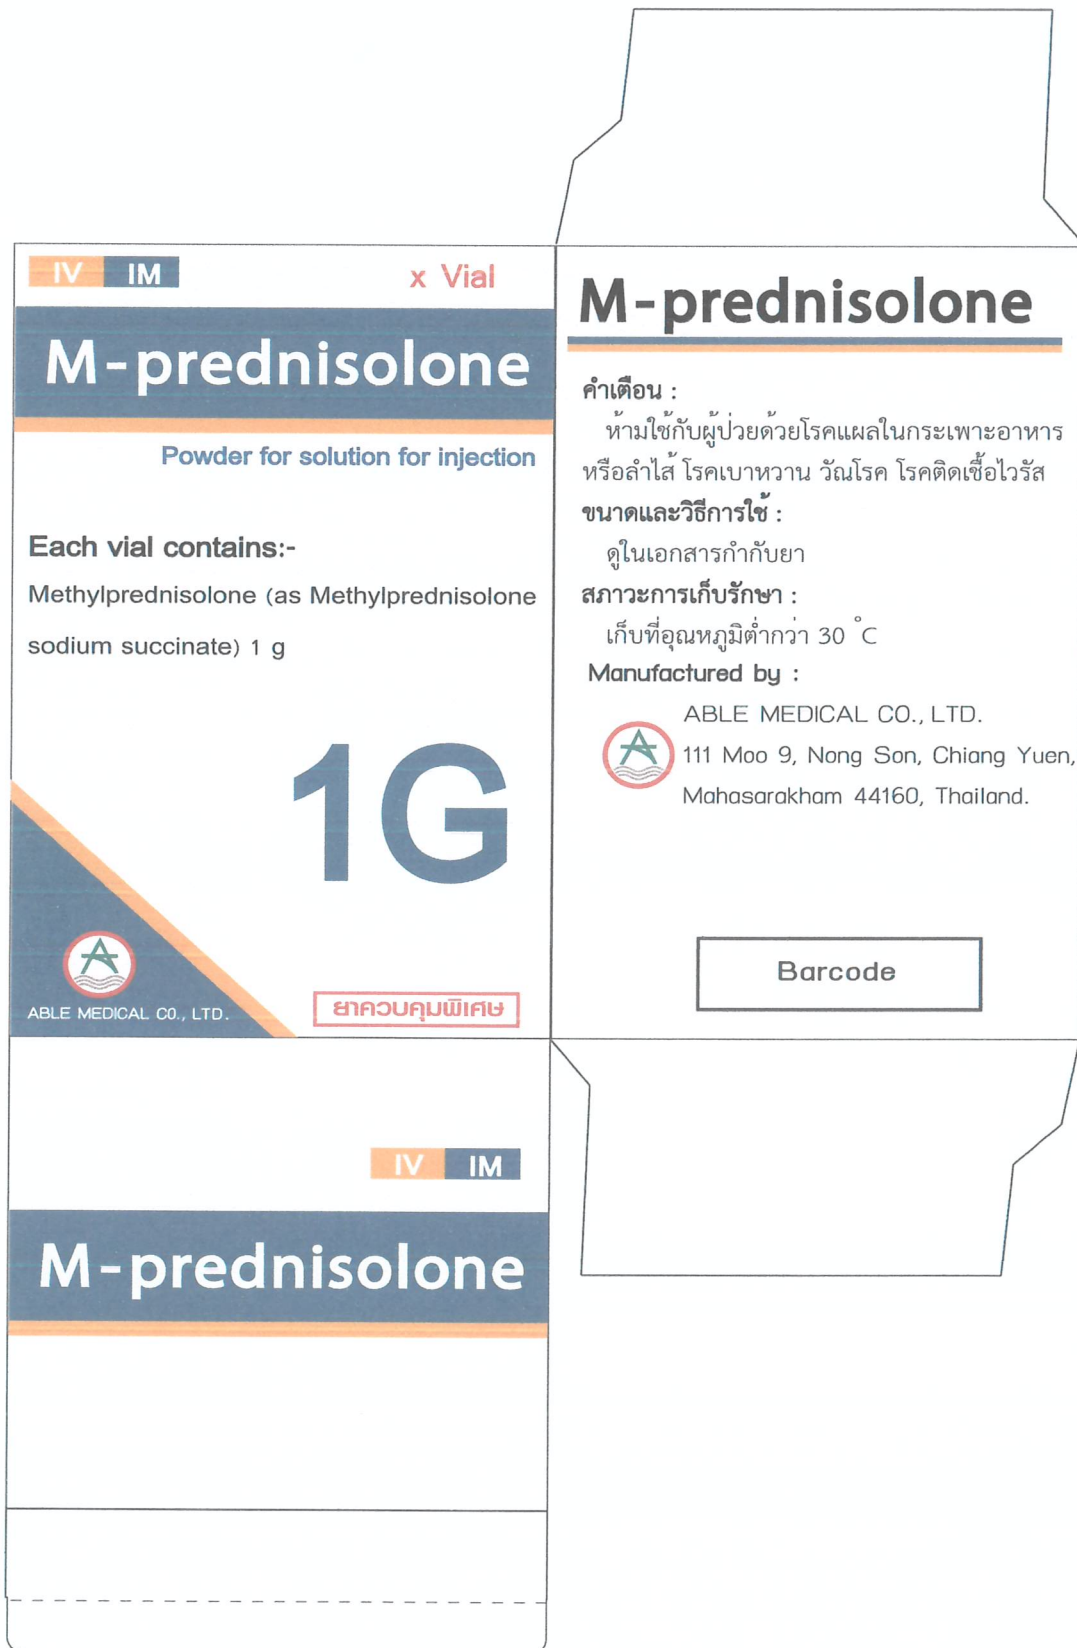 IV IM
x Vial
M-prednisolone
Powder for solution for injection
Each vial contains:-
Methylprednisolone (as Methylprednisolone
sodium succinate) 1 g
1G
ABLE MEDICAL CO., LTD.
ยาควบคุมพิเศษ
M-prednisolone
คำเตือน :
ห้ามใช้กับผู้ป่วยด้วยโรคแผลในกระเพาะอาหาร
หรือลำไส้ โรคเบาหวาน วัณโรค โรคติดเชื้อไวรัส
ขนาดและวิธีการใช้ :
ดูในเอกสารกำกับยา
สภาวะการเก็บรักษา :
เก็บที่อุณหภูมิต่ำกว่า 30 °C
Manufactured by :
ABLE MEDICAL CO., LTD.
111 Moo 9, Nong Son, Chiang Yuen,
Mahasarakham 44160, Thailand.
Barcode
IV IM
M-prednisolone